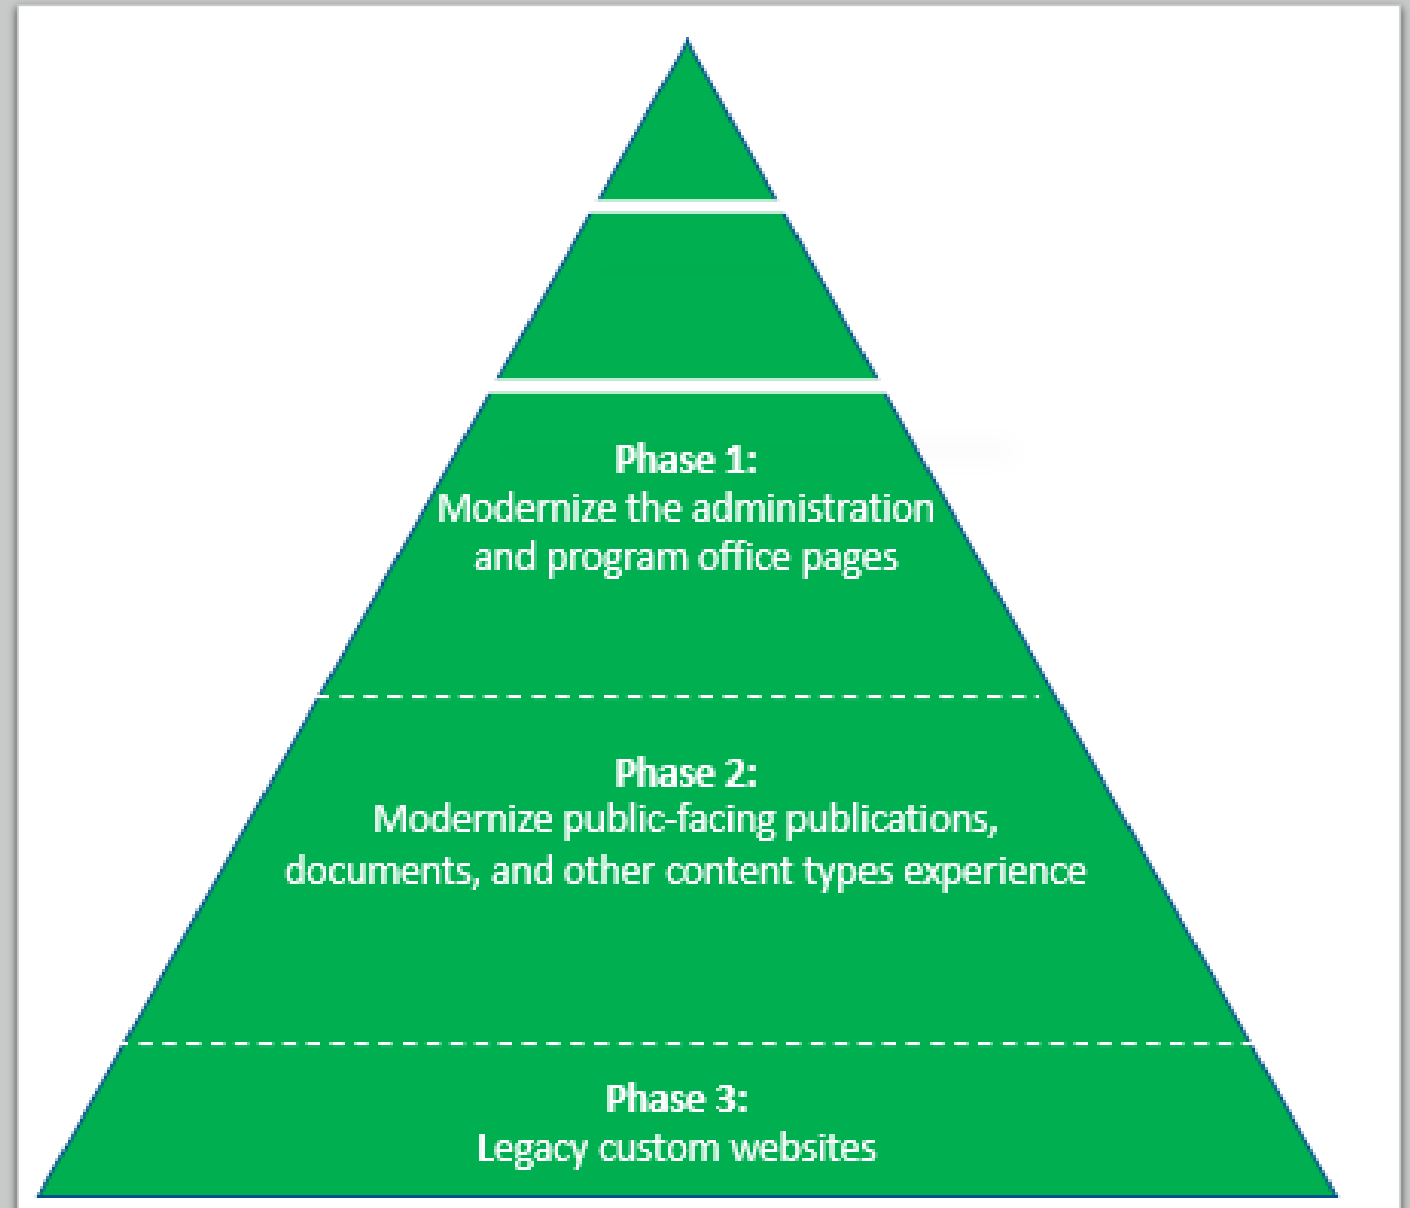 Phase 1:
Modernize the administration
and program office pages
Phase 2:
Modernize public-facing publications,
documents, and other content types experience
Phase 3:
Legacy custom websites